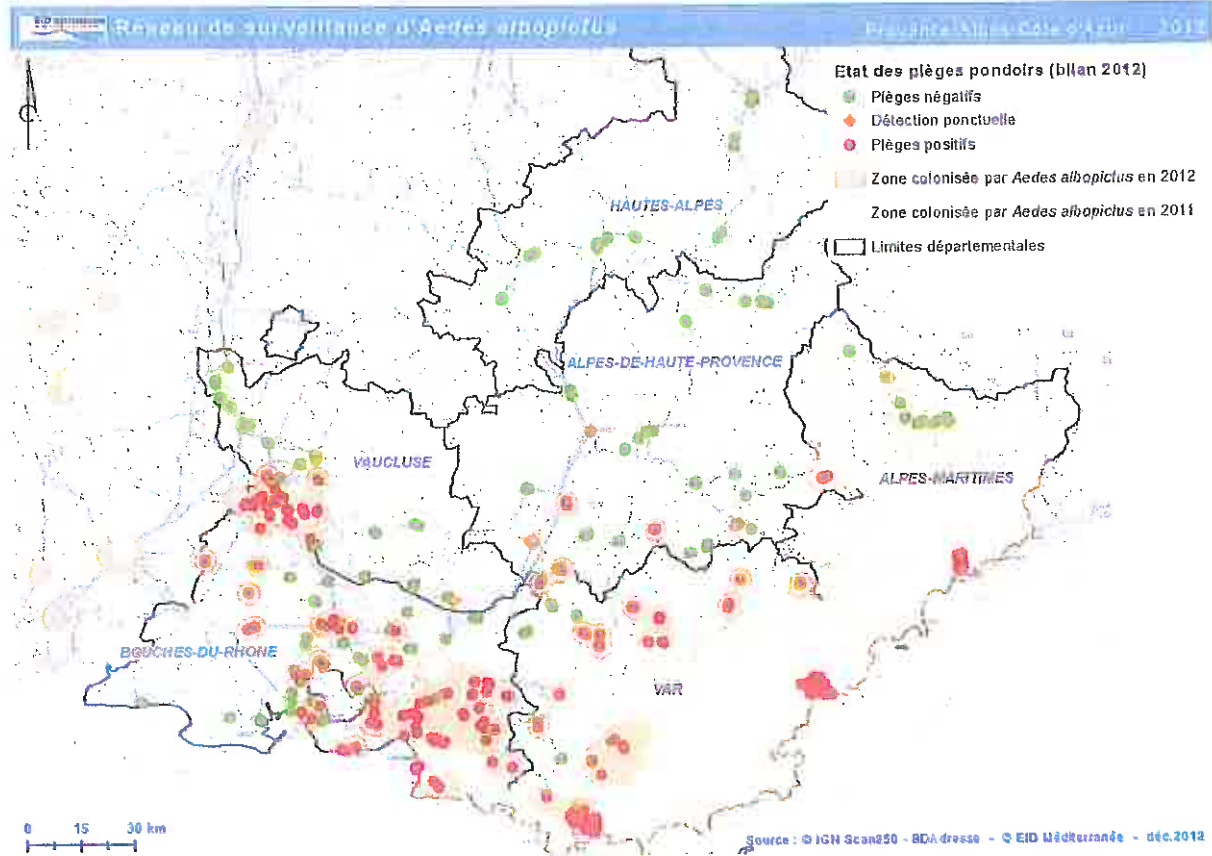 Réseau de surveillance d'Aedes albopictus
Provence-Alpes-Côte d'Azur 2012
Etat des pièges pondoirs (bilan 2012)
Pièges négatifs
Détection ponctuelle
Pièges positifs
Zone colonisée par Aedes albopictus en 2012
Zone colonisée par Aedes albopictus en 2011
Limites départementales
HAUTES-ALPES
ALPES-DE-HAUTE-PROVENCE
VAUCLUSE
ALPES-MARITIMES
BOUCHES-DU-RHONE
VAR
0 15 30 km
Source : © IGN Scan250 - BDAdresse - © EID Méditerranée - déc.2012